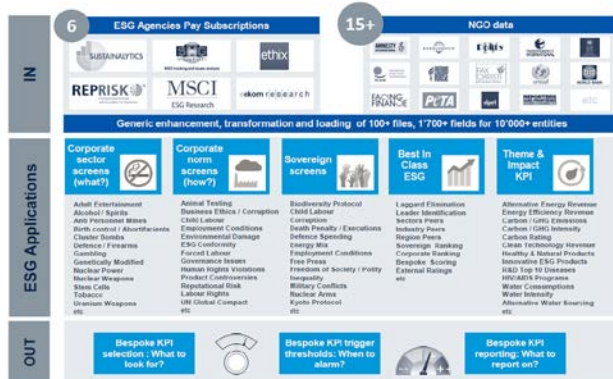 6
ESG Agencies Pay Subscriptions
15+
NGO data
IN
SUSTAINALYTICS
ethix
REPRISK
MSCI
ESG Research
oekom research
AMNESTY
TRANSPARENCY
PAX
CHRISTI
WORLD BANK
FACING
FINANCE
PeTA
REPORTERS
etc
Generic enhancement, transformation and loading of 100+ files, 1'700+ fields for 10'000+ entities
ESG Applications
Corporate
sector
screens
(what?)
Adult Entertainment
Alcohol / Spirits
Anti Personnel Mines
Birth control / Abortifacients
Cluster Bombs
Defence / Firearms
Gambling
Genetically Modified
Nuclear Power
Nuclear Weapons
Stem Cells
Tobacco
Uranium Weapons
etc
Corporate
norm
screens
(how?)
Animal Testing
Business Ethics / Corruption
Child Labour
Employment Conditions
Environmental Damage
ESG Conformity
Forced Labour
Governance Issues
Human Rights Violations
Product Controversies
Reputational Risk
Labour Rights
UN Global Compact
etc
Sovereign
screens
Biodiversity Protocol
Child Labour
Corruption
Death Penalty / Executions
Defence Spending
Energy Mix
Employment Conditions
Free Press
Freedom of Society / Polity
Inequality
Military Conflicts
Nuclear Arms
Kyoto Protocol
etc
Best In
Class
ESG
Laggard Elimination
Leader Identification
Sectors Peers
Industry Peers
Region Peers
Sovereign Ranking
Corporate Ranking
Bespoke Scoring
External Ratings
etc
Theme &
Impact
KPI
Alternative Energy Revenue
Energy Efficiency Revenue
Carbon / GHG Emissions
Carbon / GHG Intensity
Carbon Rating
Clean Technology Revenue
Healthy & Natural Products
Innovative ESG Products
R&D Top 10 Diseases
HIV/AIDS Programs
Water Consumptions
Water Intensity
Alternative Water Sourcing
etc
OUT
Bespoke KPI
selection : What to
look for?
Bespoke KPI trigger
thresholds: When to
alarm?
Bespoke KPI
reporting: What to
report on?